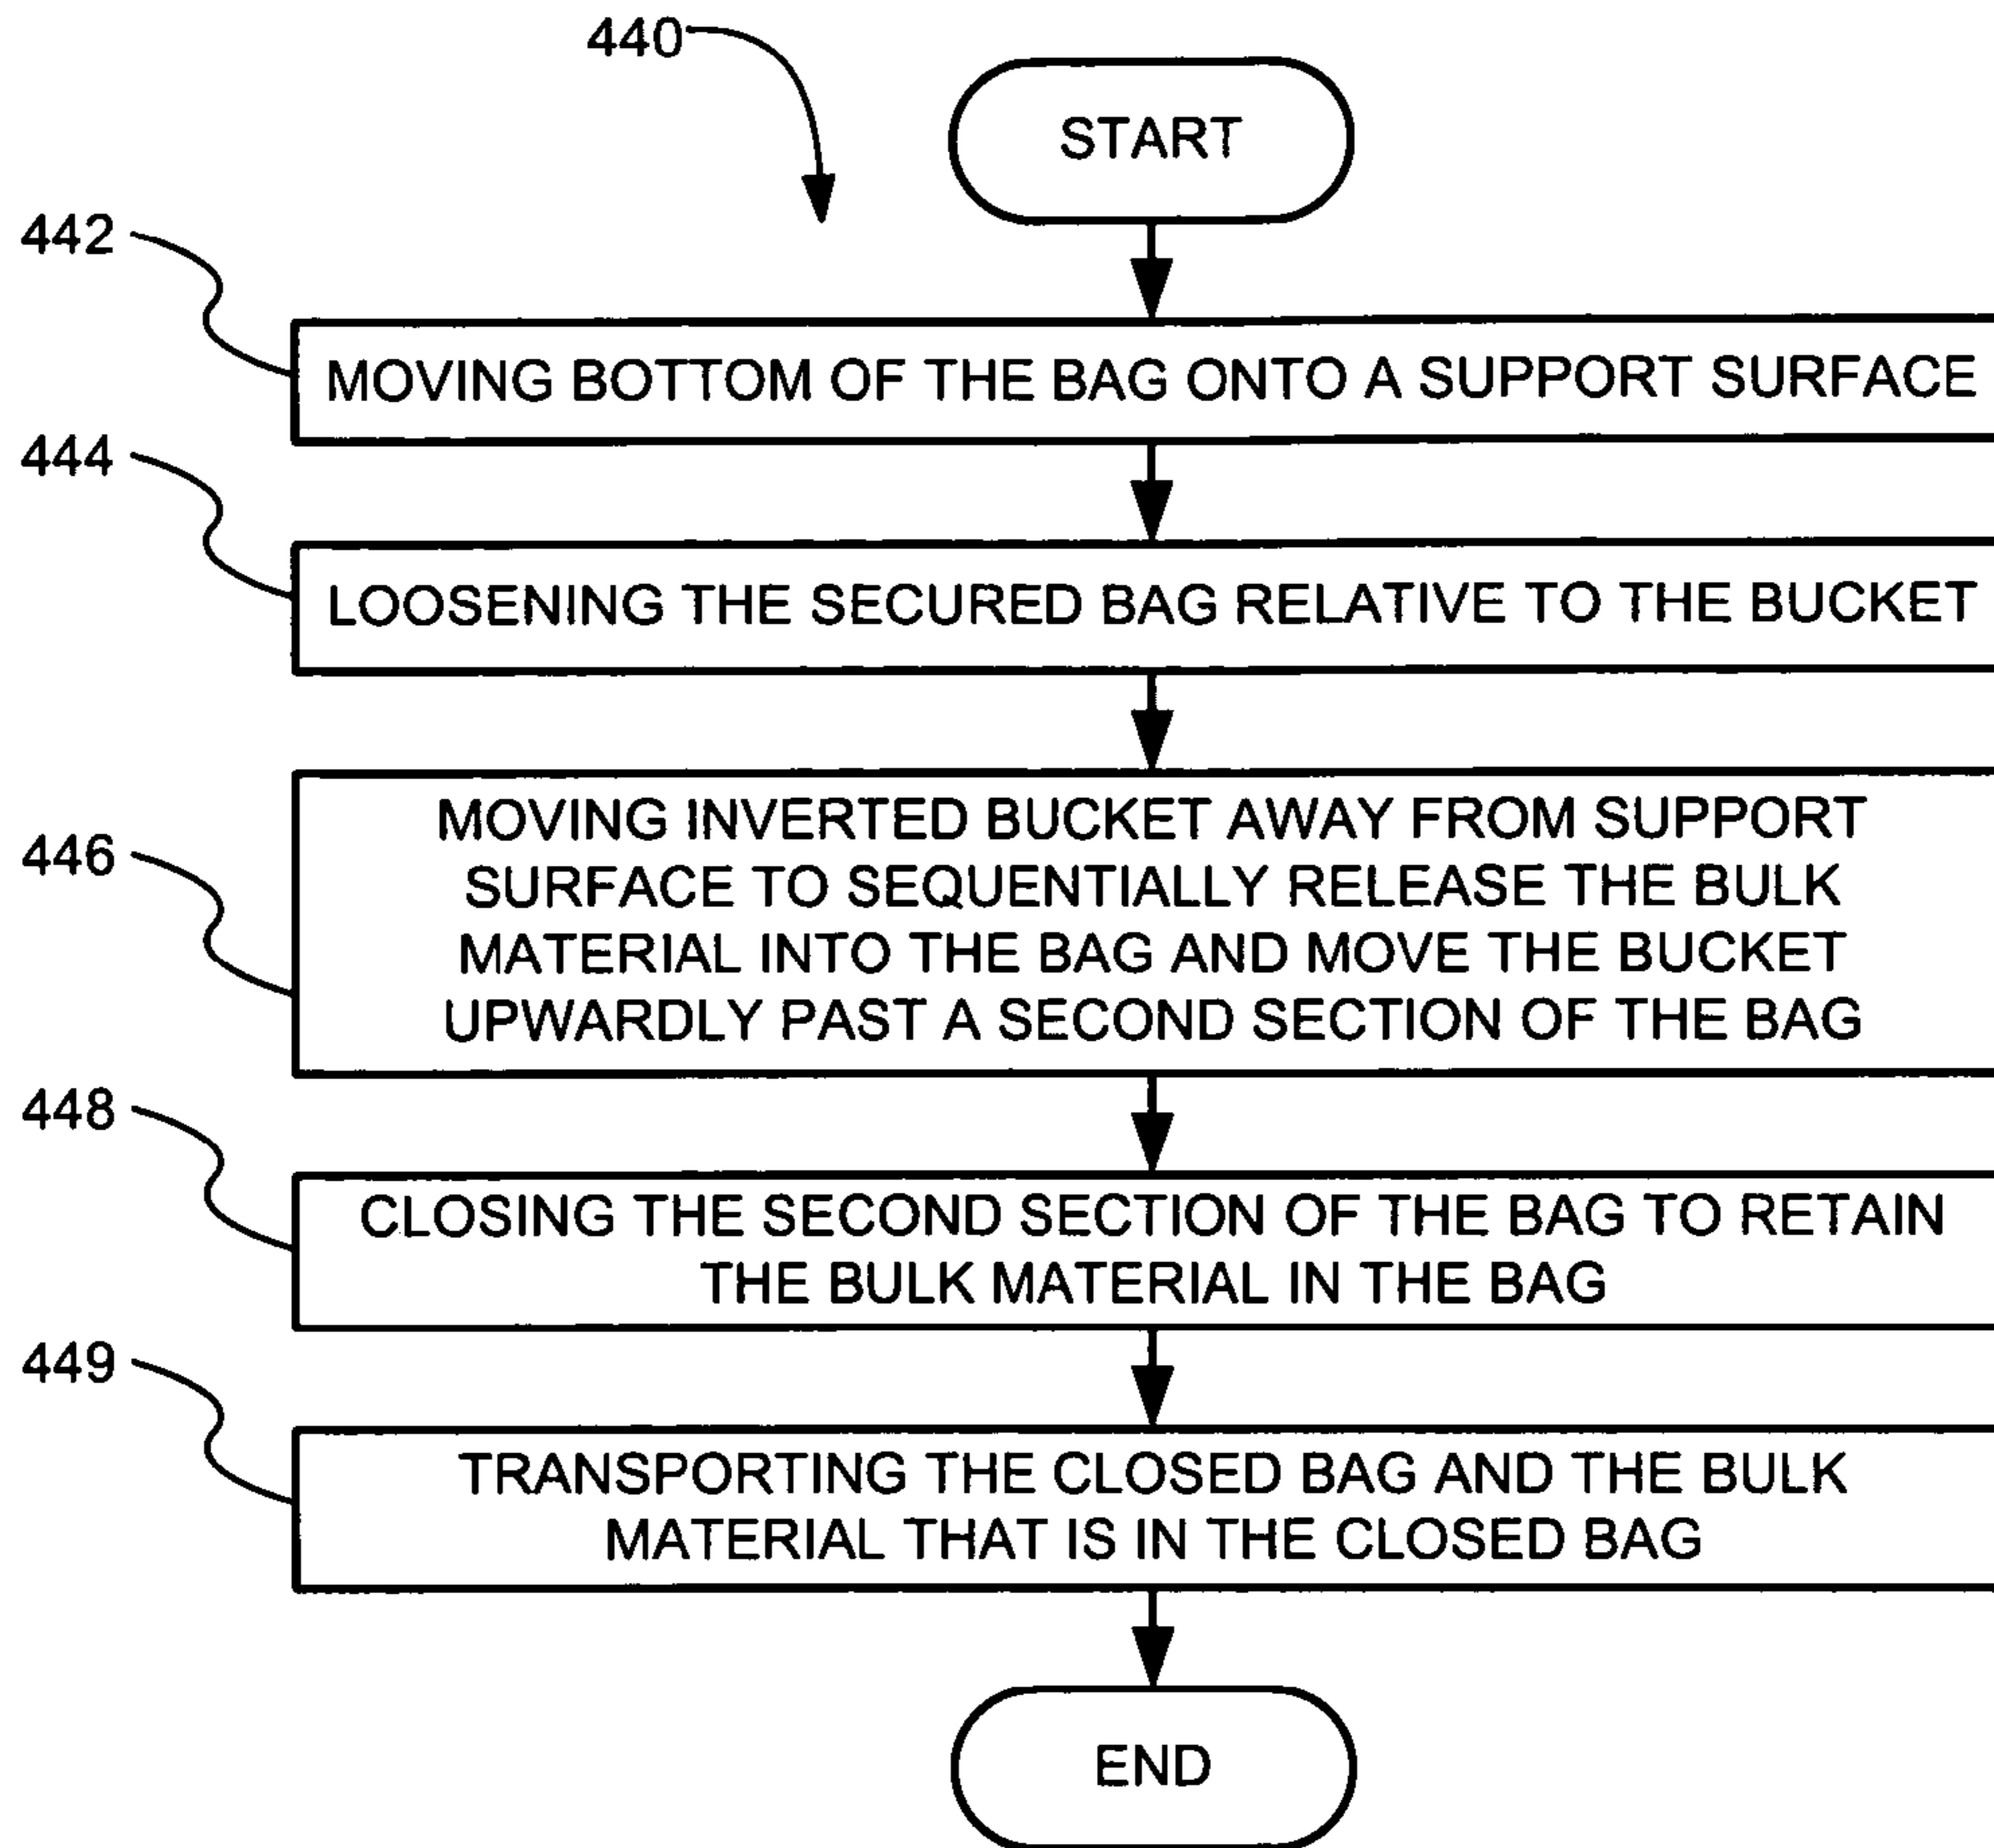 440
START
442
MOVING BOTTOM OF THE BAG ONTO A SUPPORT SURFACE
444
LOOSENING THE SECURED BAG RELATIVE TO THE BUCKET
446
MOVING INVERTED BUCKET AWAY FROM SUPPORT
SURFACE TO SEQUENTIALLY RELEASE THE BULK
MATERIAL INTO THE BAG AND MOVE THE BUCKET
UPWARDLY PAST A SECOND SECTION OF THE BAG
448
CLOSING THE SECOND SECTION OF THE BAG TO RETAIN
THE BULK MATERIAL IN THE BAG
449
TRANSPORTING THE CLOSED BAG AND THE BULK
MATERIAL THAT IS IN THE CLOSED BAG
END